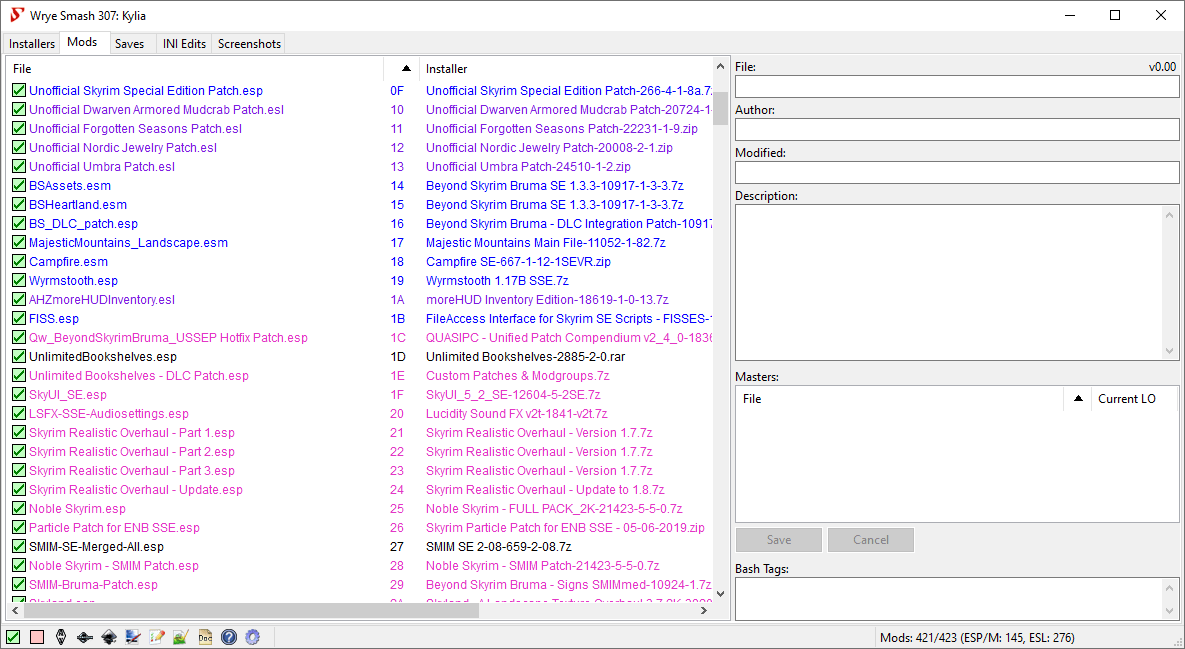 Wrye Smash 307: Kylia
Installers Mods Saves INI Edits Screenshots
File Installer
Unofficial Skyrim Special Edition Patch.esp 0F Unofficial Skyrim Special Edition Patch-266-4-1-8a.7
Unofficial Dwarven Armored Mudcrab Patch.esl 10 Unofficial Dwarven Armored Mudcrab Patch-20724-1-
Unofficial Forgotten Seasons Patch.esl 11 Unofficial Forgotten Seasons Patch-22231-1-9.zip
Unofficial Nordic Jewelry Patch.esl 12 Unofficial Nordic Jewelry Patch-20008-2-1.zip
Unofficial Umbra Patch.esl 13 Unofficial Umbra Patch-24510-1-2.zip
BSAssets.esm 14 Beyond Skyrim Bruma SE 1.3.3-10917-1-3-3.7z
BSHeartland.esm 15 Beyond Skyrim Bruma SE 1.3.3-10917-1-3-3.7z
BS_DLC_patch.esp 16 Beyond Skyrim Bruma - DLC Integration Patch-10917
MajesticMountains_Landscape.esm 17 Majestic Mountains Main File-11052-1-82.7z
Campfire.esm 18 Campfire SE-667-1-12-1SEVR.zip
Wyrmstooth.esp 19 Wyrmstooth 1.17B SSE.7z
AHZmoreHUDInventory.esl 1A moreHUD Inventory Edition-18619-1-0-13.7z
FISS.esp 1B FileAccess Interface for Skyrim SE Scripts - FISSES-
Qw_BeyondSkyrimBruma_USSEP Hotfix Patch.esp 1C QUASIPC - Unified Patch Compendium v2_4_0-1836
UnlimitedBookshelves.esp 1D Unlimited Bookshelves-2885-2-0.rar
Unlimited Bookshelves - DLC Patch.esp 1E Custom Patches & Modgroups.7z
SkyUI_SE.esp 1F SkyUI_5_2_SE-12604-5-2SE.7z
LSFX-SSE-Audiosettings.esp 20 Lucidity Sound FX v2t-1841-v2t.7z
Skyrim Realistic Overhaul - Part 1.esp 21 Skyrim Realistic Overhaul - Version 1.7.7z
Skyrim Realistic Overhaul - Part 2.esp 22 Skyrim Realistic Overhaul - Version 1.7.7z
Skyrim Realistic Overhaul - Part 3.esp 23 Skyrim Realistic Overhaul - Version 1.7.7z
Skyrim Realistic Overhaul - Update.esp 24 Skyrim Realistic Overhaul - Update to 1.8.7z
Noble Skyrim.esp 25 Noble Skyrim - FULL PACK_2K-21423-5-5-0.7z
Particle Patch for ENB SSE.esp 26 Skyrim Particle Patch for ENB SSE - 05-06-2019.zip
SMIM-SE-Merged-All.esp 27 SMIM SE 2-08-659-2-08.7z
Noble Skyrim - SMIM Patch.esp 28 Noble Skyrim - SMIM Patch-21423-5-5-0.7z
SMIM-Bruma-Patch.esp 29 Beyond Skyrim Bruma - Signs SMIMmed-10924-1.7z
File: v0.00
Author:
Modified:
Description:
Masters:
File Current LO
Save Cancel
Bash Tags:
Doc
Mods: 421/423 (ESP/M: 145, ESL: 276)